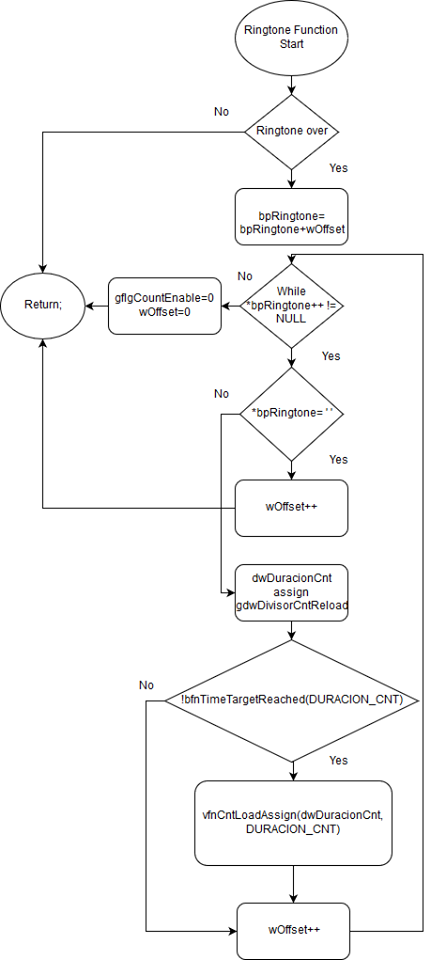 Ringtone Function
Start
No
Ringtone over
Yes
bpRingtone=
bpRingtone+wOffset
No
While
*bpRingtone++ !=
NULL
gflgCountEnable=0
wOffset=0
Return;
Yes
No
*bpRingtone= ' '
Yes
wOffset++
dwDuracionCnt
assign
gdwDivisorCntReload
No
!bfnTimeTargetReached(DURACION_CNT)
Yes
vfnCntLoadAssign(dwDuracionCnt,
DURACION_CNT)
wOffset++